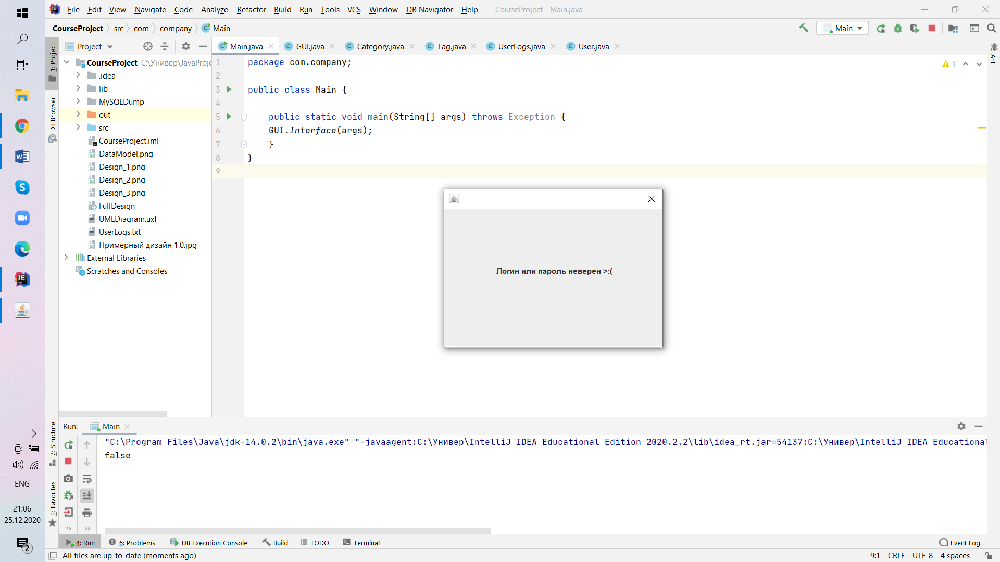 File Edit View Navigate Code Analyze Refactor Build Run Tools VCS Window DB Navigator Help CourseProject - Main.java
CourseProject src com company Main
Main
1: Project
DB Browser
7: Structure
2: Favorites
Project
Main.java GUI.java Category.java Tag.java UserLogs.java User.java
Ant
CourseProject C:\Универ\JavaProje
.idea
lib
MySQLDump
out
src
CourseProject.iml
DataModel.png
Design_1.png
Design_2.png
Design_3.png
FullDesign
UMLDiagram.uxf
UserLogs.txt
Примерный дизайн 1.0.jpg
External Libraries
Scratches and Consoles
1 package com.company;
2
3 public class Main {
4
5 public static void main(String[] args) throws Exception {
6 GUI.Interface(args);
7 }
8 }
9
1
Логин или пароль неверен >:(
Run: Main
"C:\Program Files\Java\jdk-14.0.2\bin\java.exe" "-javaagent:C:\Универ\IntelliJ IDEA Educational Edition 2020.2.2\lib\idea_rt.jar=54137:C:\Универ\IntelliJ IDEA Educational
false
4: Run 6: Problems DB Execution Console Build TODO Terminal Event Log
All files are up-to-date (moments ago) 9:1 CRLF UTF-8 4 spaces
ENG
21:06
25.12.2020
2